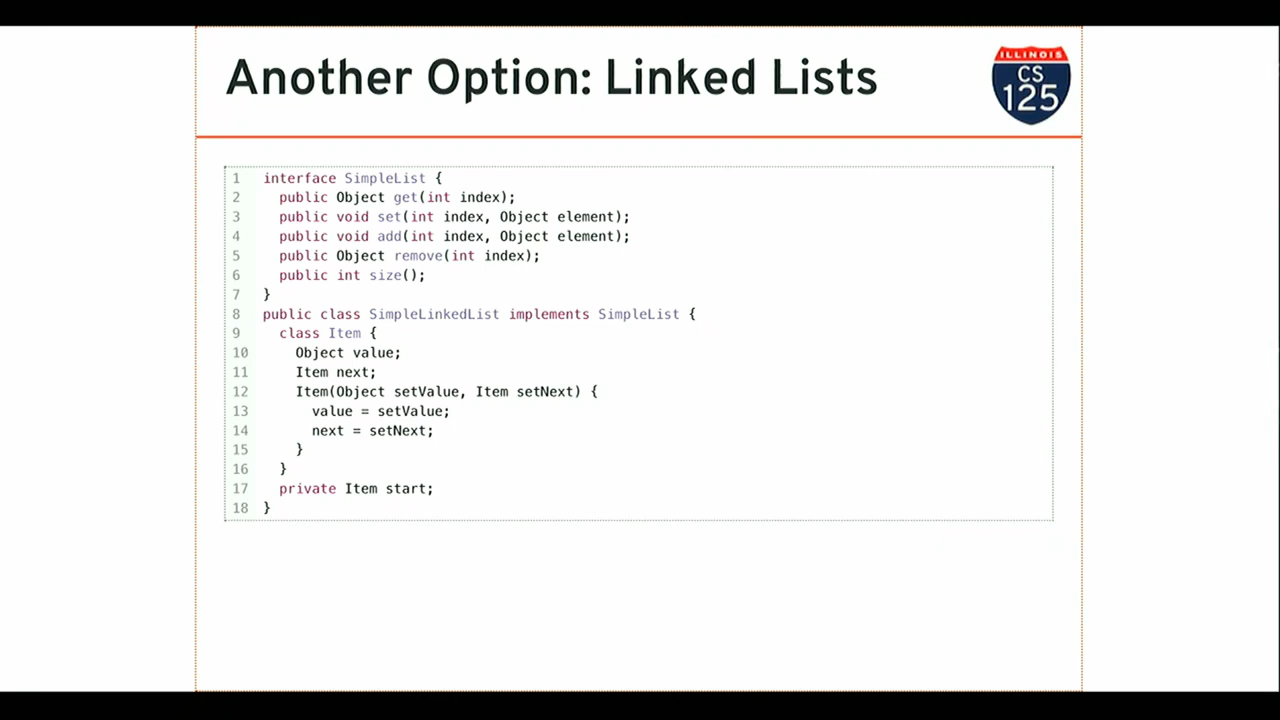 Another Option: Linked Lists
ILLINOIS
CS
125
1 interface SimpleList {
2   public Object get(int index);
3   public void set(int index, Object element);
4   public void add(int index, Object element);
5   public Object remove(int index);
6   public int size();
7 }
8 public class SimpleLinkedList implements SimpleList {
9   class Item {
10     Object value;
11     Item next;
12     Item(Object setValue, Item setNext) {
13       value = setValue;
14       next = setNext;
15     }
16   }
17   private Item start;
18 }